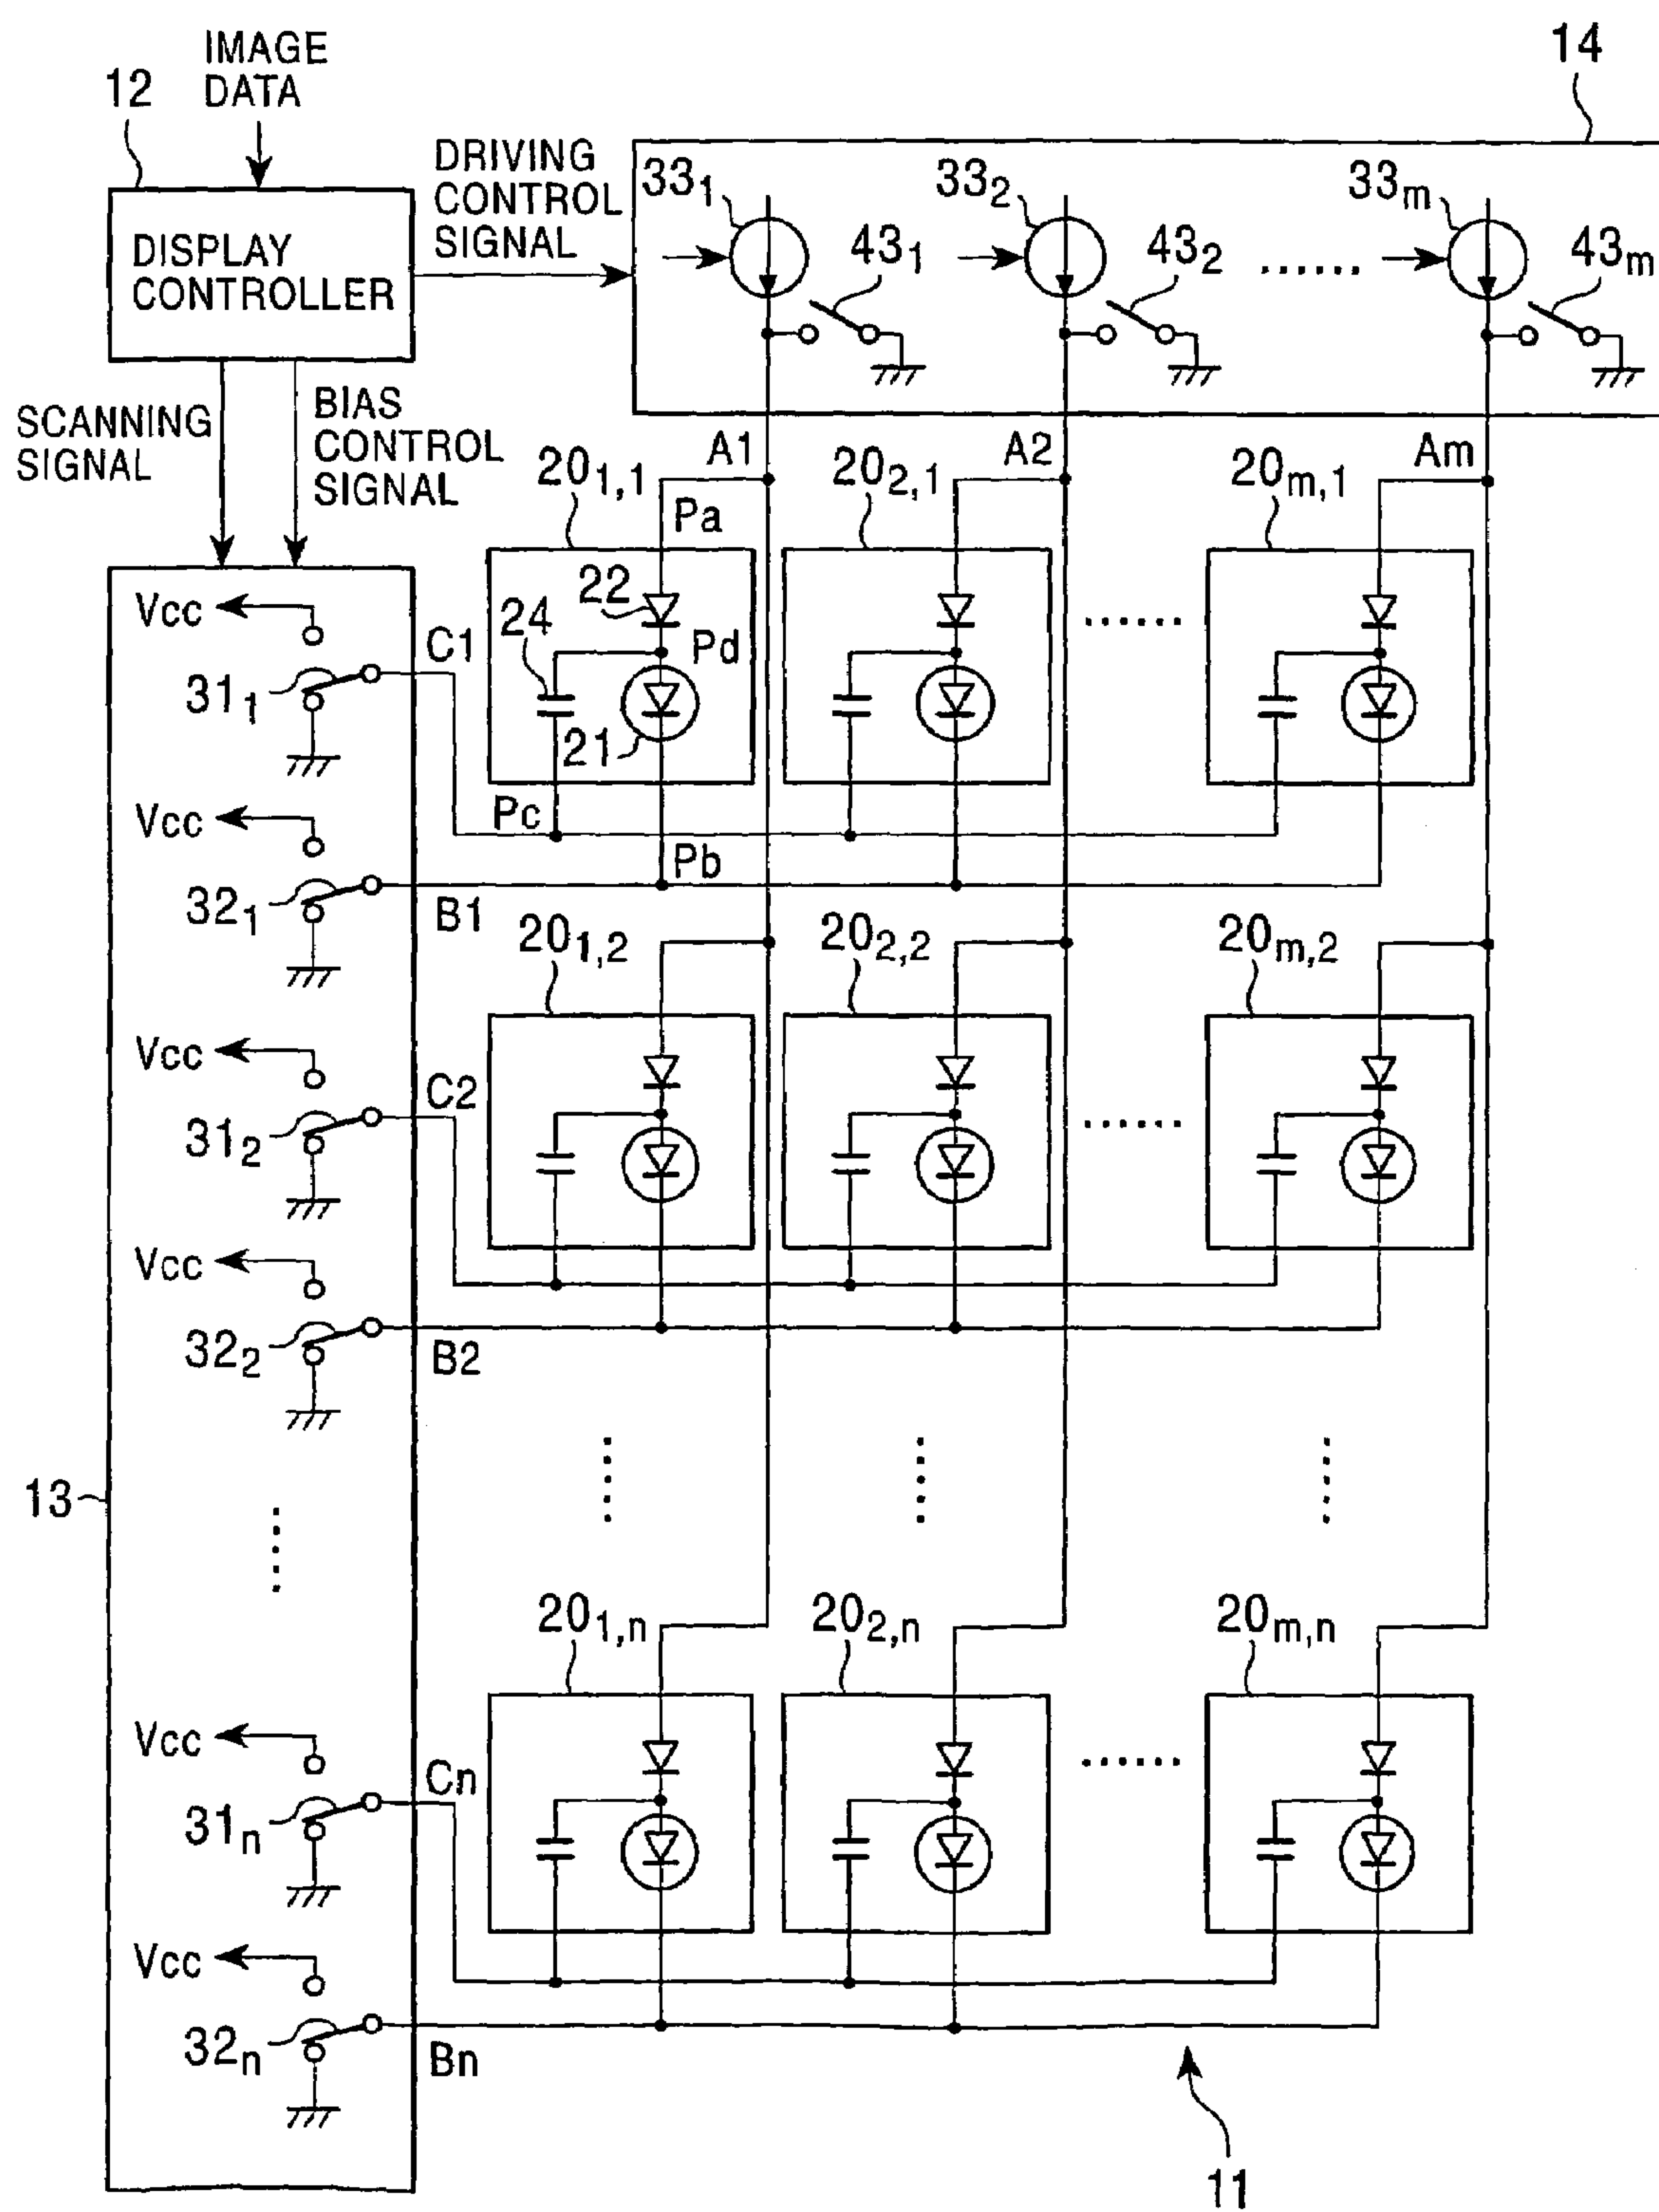 IMAGE
DATA
12
14
DRIVING
CONTROL
SIGNAL
DISPLAY
CONTROLLER
33₁
33₂
33ₘ
43₁
43₂
......
43ₘ
SCANNING
SIGNAL
BIAS
CONTROL
SIGNAL
A1
A2
Am
20₁,₁
20₂,₁
20ₘ,₁
Pa
Vcc
22
24
Pd
......
C1
31₁
21
Pc
Vcc
Pb
32₁
B1
20₁,₂
20₂,₂
20ₘ,₂
Vcc
C2
31₂
......
Vcc
32₂
B2
13
20₁,ₙ
20₂,ₙ
20ₘ,ₙ
Vcc
Cn
31ₙ
......
Vcc
32ₙ
Bn
11